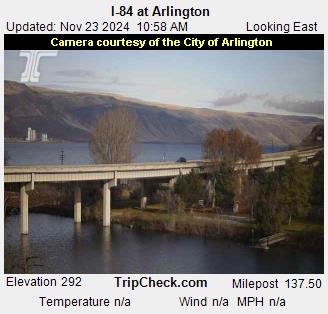 I-84 at Arlington
Updated: Nov 23 2024 10:58 AM Looking East
Camera courtesy of the City of Arlington
Elevation 292 TripCheck.com Milepost 137.50
Temperature n/a Wind n/a MPH n/a